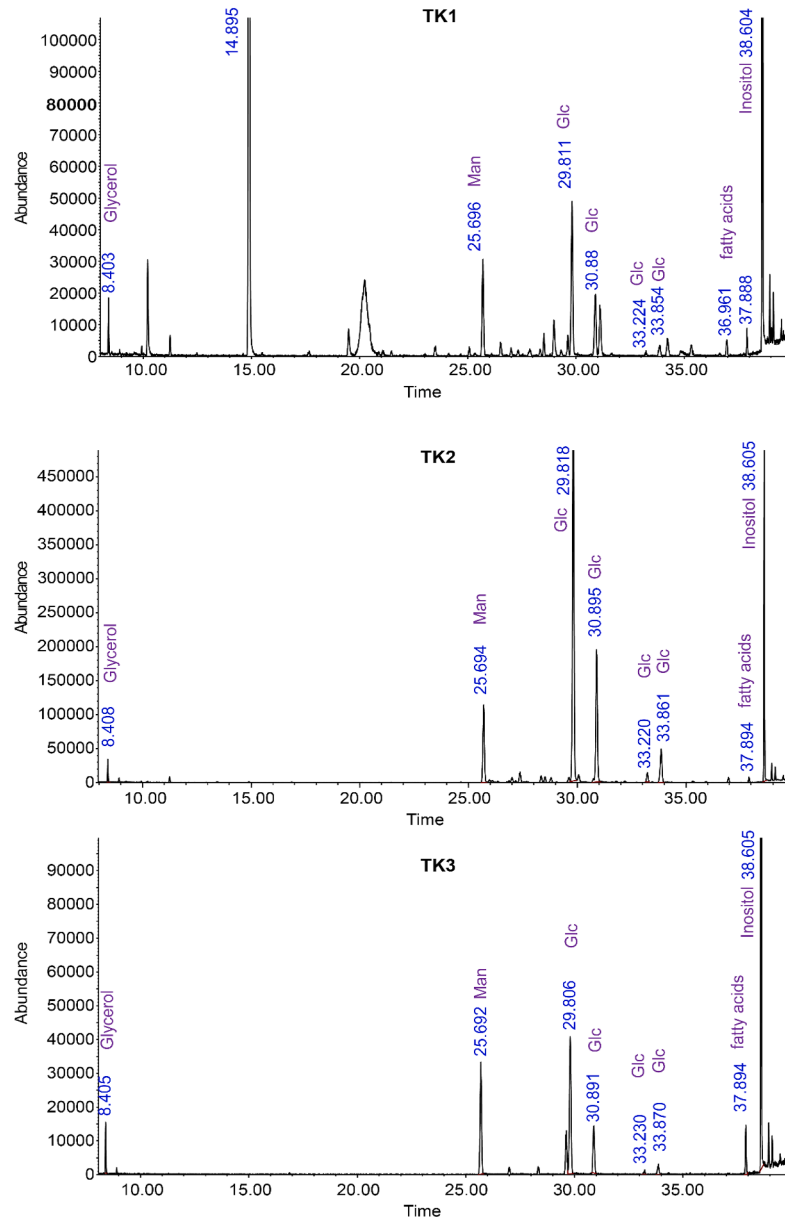 TK1
Abundance
100000
90000
80000
70000
60000
50000
40000
30000
20000
10000
0
Glycerol
8.403
14.895
Man
25.696
Glc
29.811
Glc
30.88
Glc
33.224
Glc
33.854
fatty acids
36.961
37.888
Inositol 38.604
10.00
15.00
20.00
25.00
30.00
35.00
Time
TK2
Abundance
450000
400000
350000
300000
250000
200000
150000
100000
50000
0
Glycerol
8.408
Man
25.694
Glc
29.818
Glc
30.895
Glc
33.220
Glc
33.861
fatty acids
37.894
Inositol 38.605
10.00
15.00
20.00
25.00
30.00
35.00
Time
TK3
Abundance
90000
80000
70000
60000
50000
40000
30000
20000
10000
0
Glycerol
8.405
Man
25.692
Glc
29.806
Glc
30.891
Glc
33.230
Glc
33.870
fatty acids
37.894
Inositol 38.605
10.00
15.00
20.00
25.00
30.00
35.00
Time